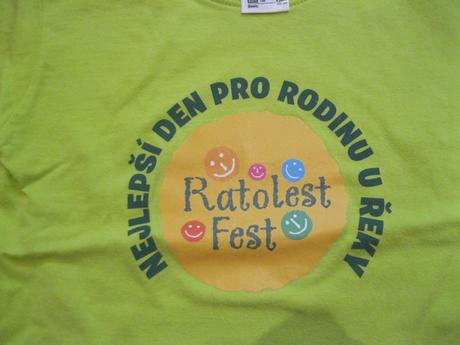 NEJLEPŠÍ DEN PRO RODINU U ŘEKY
Ratolest
Fest